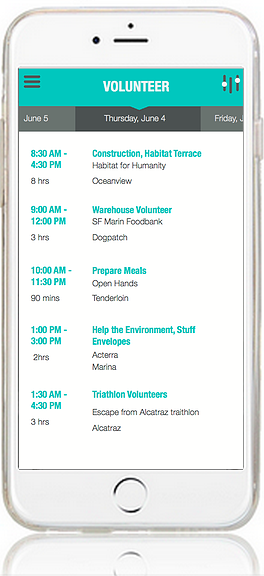 VOLUNTEER
June 5
Thursday, June 4
Friday, J
8:30 AM -
4:30 PM
8 hrs
Construction, Habitat Terrace
Habitat for Humanity
Oceanview
9:00 AM -
12:00 PM
3 hrs
Warehouse Volunteer
SF Marin Foodbank
Dogpatch
10:00 AM -
11:30 PM
90 mins
Prepare Meals
Open Hands
Tenderloin
1:00 PM -
3:00 PM
2hrs
Help the Environment, Stuff
Envelopes
Acterra
Marina
1:30 AM -
4:30 PM
3 hrs
Triathlon Volunteers
Escape from Alcatraz traithlon
Alcatraz